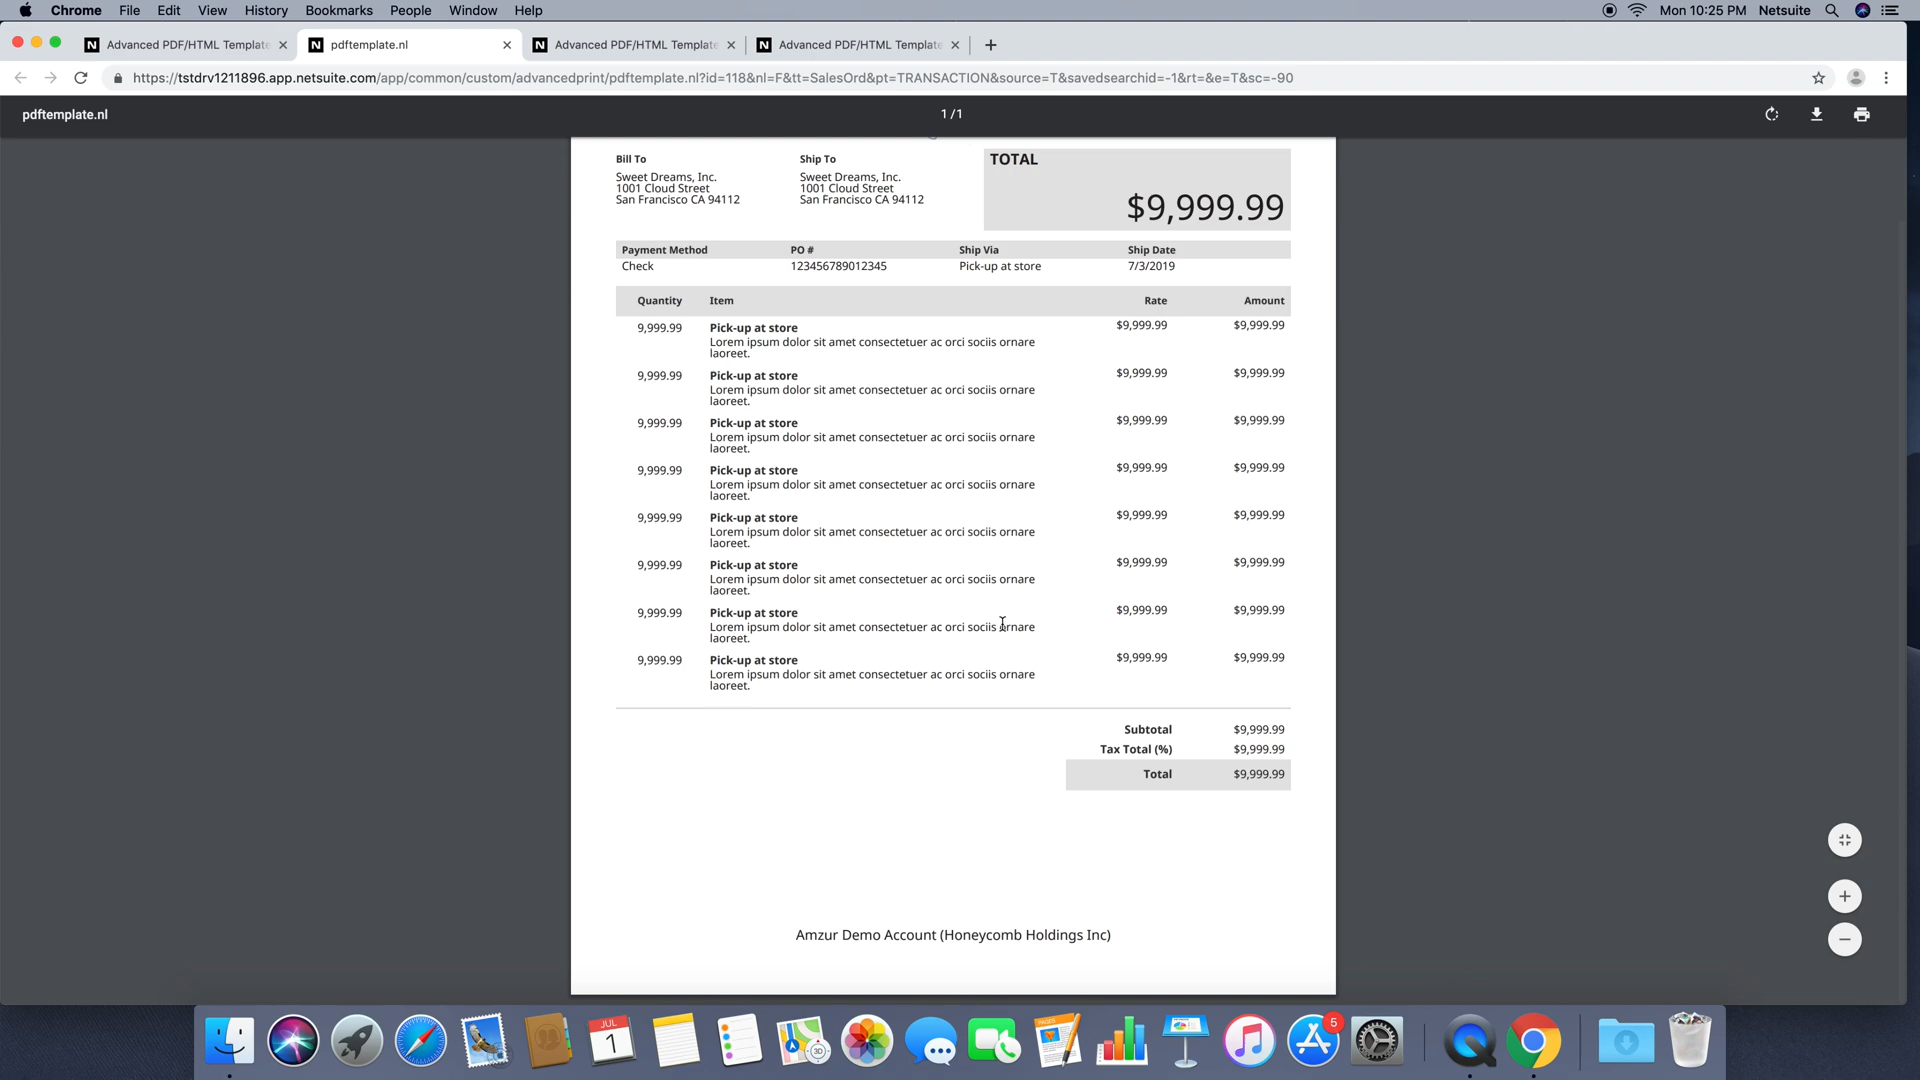 Chrome File Edit View History Bookmarks People Window Help Mon 10:25 PM Netsuite
N Advanced PDF/HTML Template N pdftemplate.nl N Advanced PDF/HTML Template N Advanced PDF/HTML Template
https://tstdrv1211896.app.netsuite.com/app/common/custom/advancedprint/pdftemplate.nl?id=118&nl=F&tt=SalesOrd&pt=TRANSACTION&source=T&savedsearchid=-1&rt=&e=T&sc=-90
pdftemplate.nl 1 / 1
Bill To Ship To TOTAL
Sweet Dreams, Inc. Sweet Dreams, Inc.
1001 Cloud Street 1001 Cloud Street
San Francisco CA 94112 San Francisco CA 94112 $9,999.99
Payment Method PO # Ship Via Ship Date
Check 123456789012345 Pick-up at store 7/3/2019
Quantity Item Rate Amount
9,999.99 Pick-up at store $9,999.99 $9,999.99
Lorem ipsum dolor sit amet consectetuer ac orci sociis ornare
laoreet.
9,999.99 Pick-up at store $9,999.99 $9,999.99
Lorem ipsum dolor sit amet consectetuer ac orci sociis ornare
laoreet.
9,999.99 Pick-up at store $9,999.99 $9,999.99
Lorem ipsum dolor sit amet consectetuer ac orci sociis ornare
laoreet.
9,999.99 Pick-up at store $9,999.99 $9,999.99
Lorem ipsum dolor sit amet consectetuer ac orci sociis ornare
laoreet.
9,999.99 Pick-up at store $9,999.99 $9,999.99
Lorem ipsum dolor sit amet consectetuer ac orci sociis ornare
laoreet.
9,999.99 Pick-up at store $9,999.99 $9,999.99
Lorem ipsum dolor sit amet consectetuer ac orci sociis ornare
laoreet.
9,999.99 Pick-up at store $9,999.99 $9,999.99
Lorem ipsum dolor sit amet consectetuer ac orci sociis ornare
laoreet.
9,999.99 Pick-up at store $9,999.99 $9,999.99
Lorem ipsum dolor sit amet consectetuer ac orci sociis ornare
laoreet.
Subtotal $9,999.99
Tax Total (%) $9,999.99
Total $9,999.99
Amzur Demo Account (Honeycomb Holdings Inc)
JUL
1
PAGES
3D
5